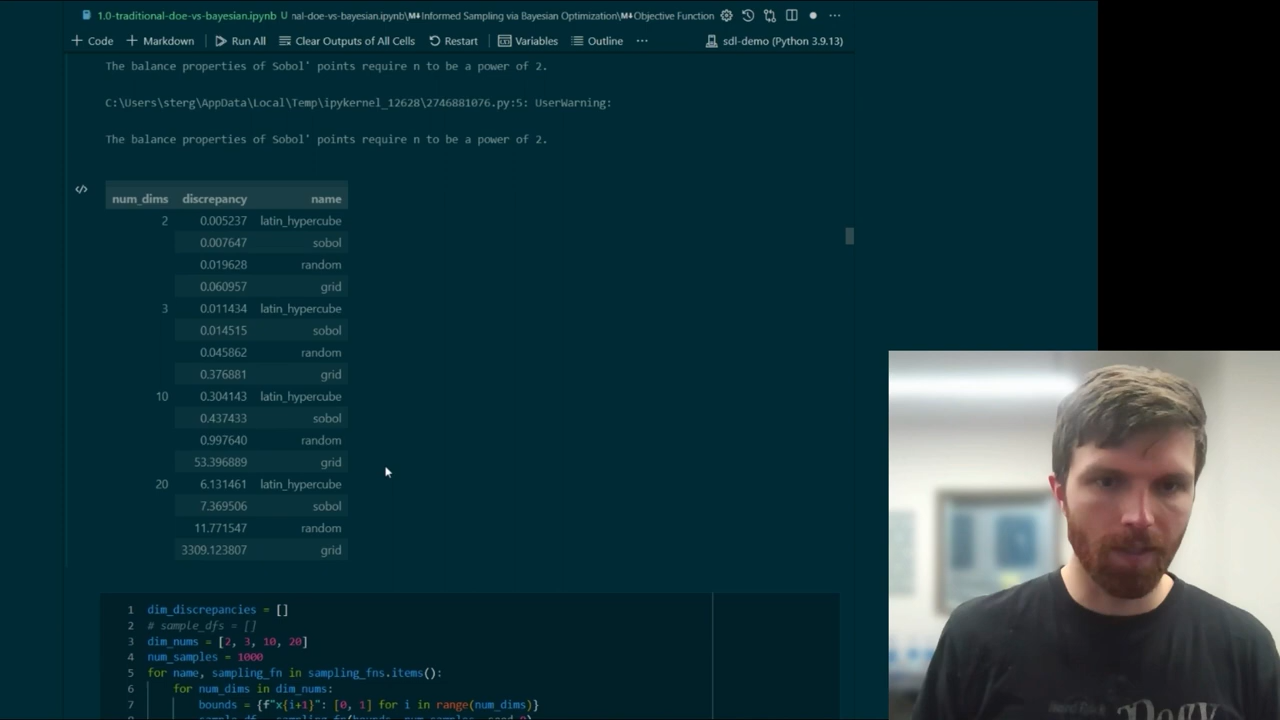 1.0-traditional-doe-vs-bayesian.ipynb U nal-doe-vs-bayesian.ipynb\M↓Informed Sampling via Bayesian Optimization\M↓Objective Function
+ Code + Markdown Run All Clear Outputs of All Cells Restart Variables Outline ... sdl-demo (Python 3.9.13)
The balance properties of Sobol' points require n to be a power of 2.
C:\Users\sterg\AppData\Local\Temp\ipykernel_12628\2746881076.py:5: UserWarning:
The balance properties of Sobol' points require n to be a power of 2.
num_dims discrepancy name
2 0.005237 latin_hypercube
0.007647 sobol
0.019628 random
0.060957 grid
3 0.011434 latin_hypercube
0.014515 sobol
0.045862 random
0.376881 grid
10 0.304143 latin_hypercube
0.437433 sobol
0.997640 random
53.396889 grid
20 6.131461 latin_hypercube
7.369506 sobol
11.771547 random
3309.123807 grid
1 dim_discrepancies = []
2 # sample_dfs = []
3 dim_nums = [2, 3, 10, 20]
4 num_samples = 1000
5 for name, sampling_fn in sampling_fns.items():
6 for num_dims in dim_nums:
7 bounds = {f"x{i+1}": [0, 1] for i in range(num_dims)}